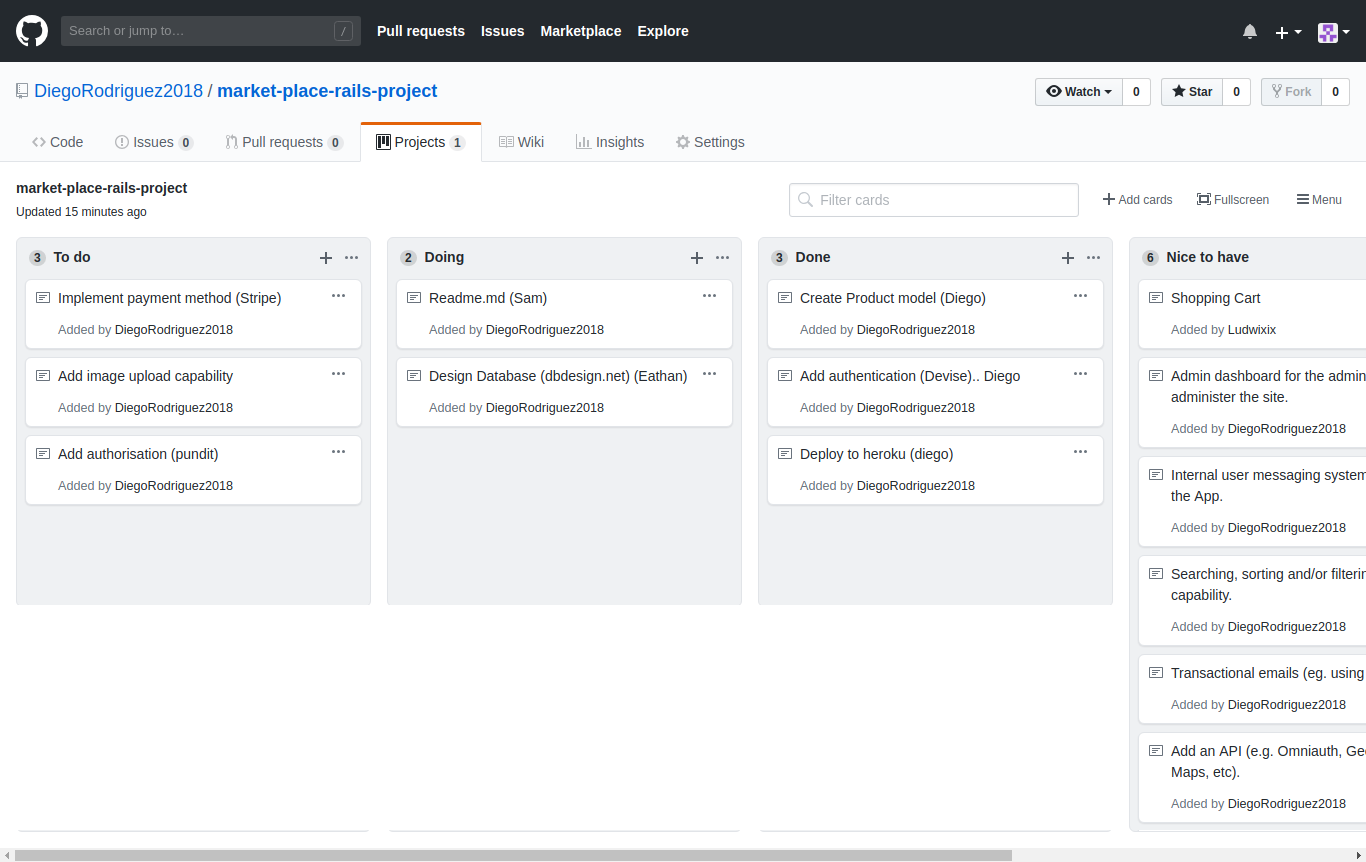 Search or jump to…
/
Pull requests Issues Marketplace Explore
DiegoRodriguez2018 / market-place-rails-project
Watch 0
Star 0
Fork 0
Code
Issues 0
Pull requests 0
Projects 1
Wiki
Insights
Settings
market-place-rails-project
Updated 15 minutes ago
Filter cards
Add cards
Fullscreen
Menu
3 To do
Implement payment method (Stripe)
Added by DiegoRodriguez2018
Add image upload capability
Added by DiegoRodriguez2018
Add authorisation (pundit)
Added by DiegoRodriguez2018
2 Doing
Readme.md (Sam)
Added by DiegoRodriguez2018
Design Database (dbdesign.net) (Eathan)
Added by DiegoRodriguez2018
3 Done
Create Product model (Diego)
Added by DiegoRodriguez2018
Add authentication (Devise).. Diego
Added by DiegoRodriguez2018
Deploy to heroku (diego)
Added by DiegoRodriguez2018
6 Nice to have
Shopping Cart
Added by Ludwixix
Admin dashboard for the admin
administer the site.
Added by DiegoRodriguez2018
Internal user messaging system
the App.
Added by DiegoRodriguez2018
Searching, sorting and/or
capability.
Added by DiegoRodriguez2018
Transactional emails (eg. using
Added by DiegoRodriguez2018
Add an API (e.g. Omniauth,
Maps, etc).
Added by DiegoRodriguez2018